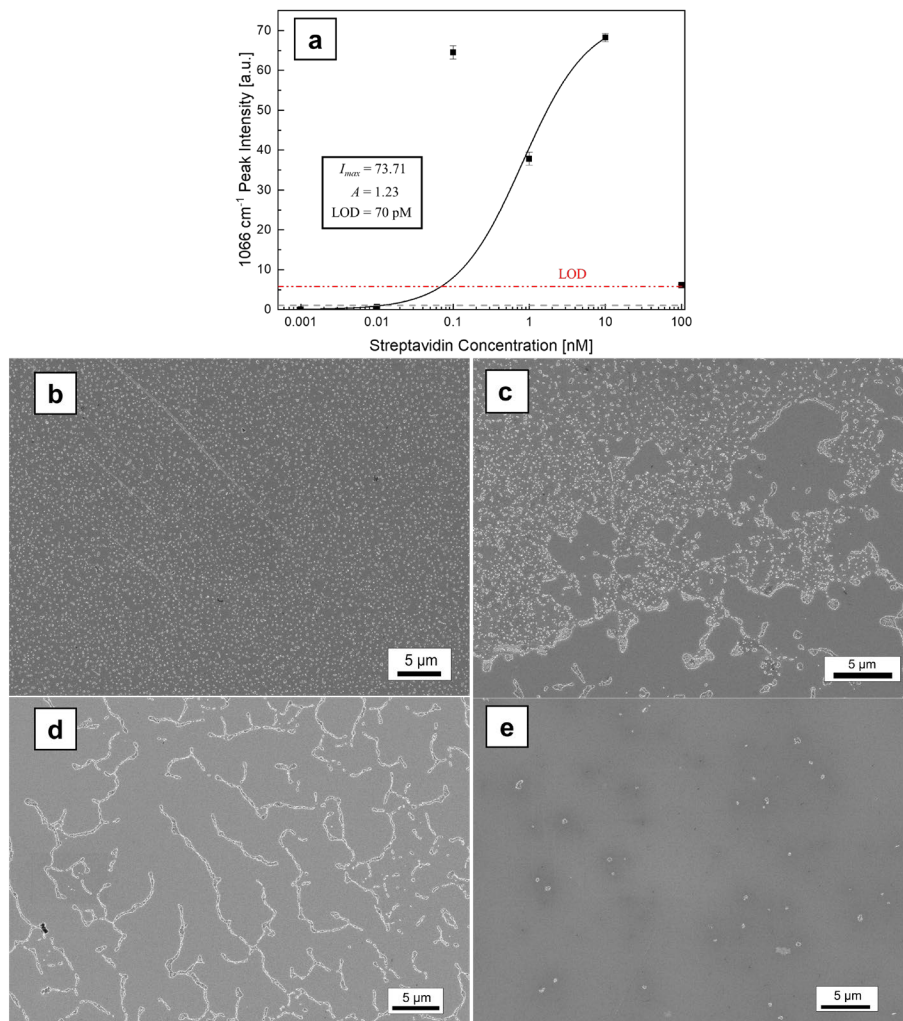 a
70
60
50
40
30
20
10
0
1066 cm⁻¹ Peak Intensity [a.u.]
I_max = 73.71
A = 1.23
LOD = 70 pM
LOD
0.001 0.01 0.1 1 10 100
Streptavidin Concentration [nM]
b
5 µm
c
5 µm
d
5 µm
e
5 µm